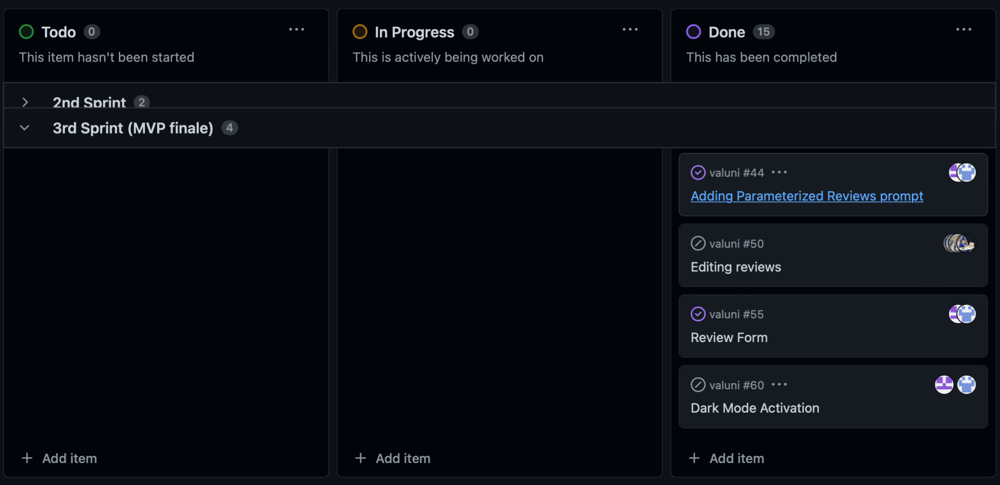 Todo 0
This item hasn't been started
In Progress 0
This is actively being worked on
Done 15
This has been completed
2nd Sprint 2
3rd Sprint (MVP finale) 4
valuni #44
Adding Parameterized Reviews prompt
valuni #50
Editing reviews
valuni #55
Review Form
valuni #60
Dark Mode Activation
+ Add item
+ Add item
+ Add item